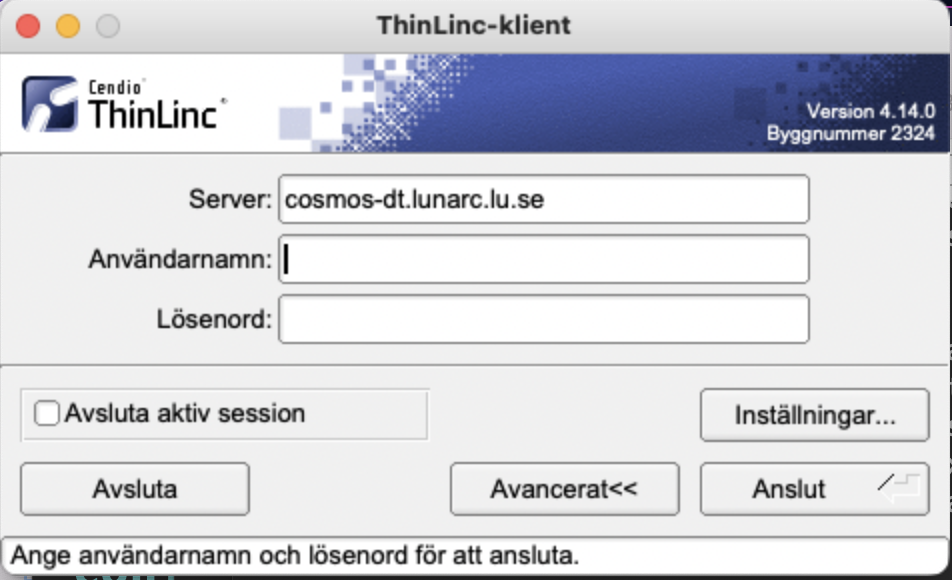 ThinLinc-klient
Cendio®
ThinLinc®
Version 4.14.0
Byggnummer 2324
Server: cosmos-dt.lunarc.lu.se
Användarnamn:
Lösenord:
Avsluta aktiv session
Inställningar...
Avsluta
Avancerat<<
Anslut
Ange användarnamn och lösenord för att ansluta.